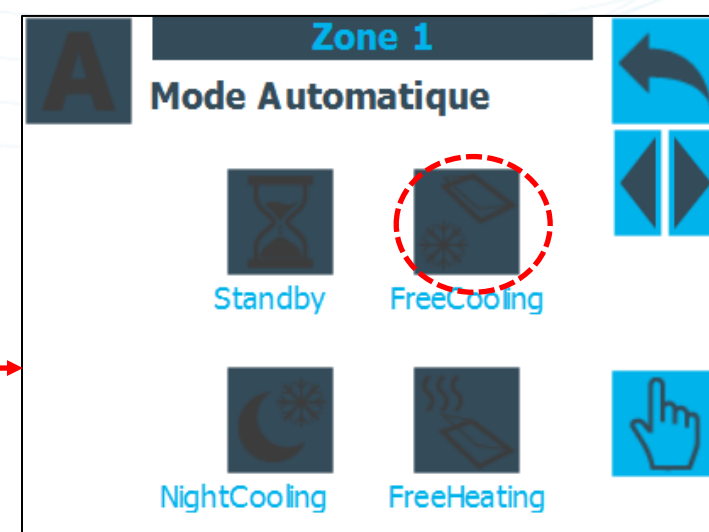 Zone 1
A
Mode Automatique
Standby FreeCooling
NightCooling FreeHeating